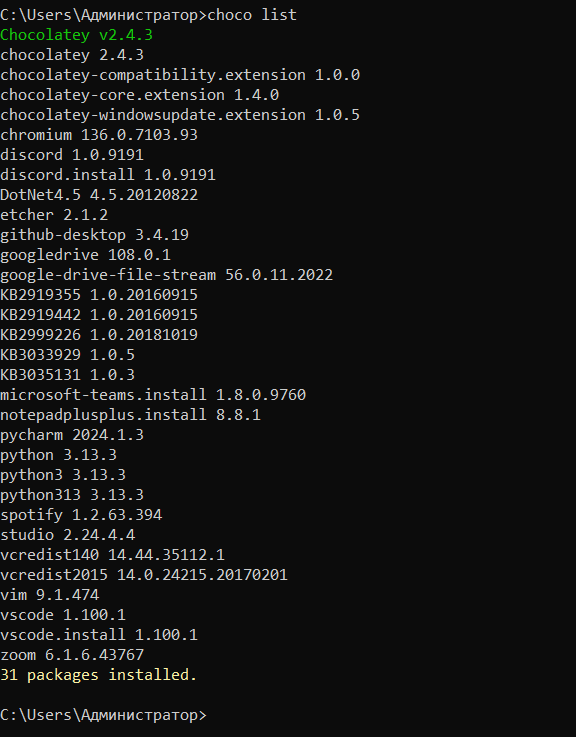 C:\Users\Администратор>choco list
Chocolatey v2.4.3
chocolatey 2.4.3
chocolatey-compatibility.extension 1.0.0
chocolatey-core.extension 1.4.0
chocolatey-windowsupdate.extension 1.0.5
chromium 136.0.7103.93
discord 1.0.9191
discord.install 1.0.9191
DotNet4.5 4.5.20120822
etcher 2.1.2
github-desktop 3.4.19
googledrive 108.0.1
google-drive-file-stream 56.0.11.2022
KB2919355 1.0.20160915
KB2919442 1.0.20160915
KB2999226 1.0.20181019
KB3033929 1.0.5
KB3035131 1.0.3
microsoft-teams.install 1.8.0.9760
notepadplusplus.install 8.8.1
pycharm 2024.1.3
python 3.13.3
python3 3.13.3
python313 3.13.3
spotify 1.2.63.394
studio 2.24.4.4
vcredist140 14.44.35112.1
vcredist2015 14.0.24215.20170201
vim 9.1.474
vscode 1.100.1
vscode.install 1.100.1
zoom 6.1.6.43767
31 packages installed.
C:\Users\Администратор>